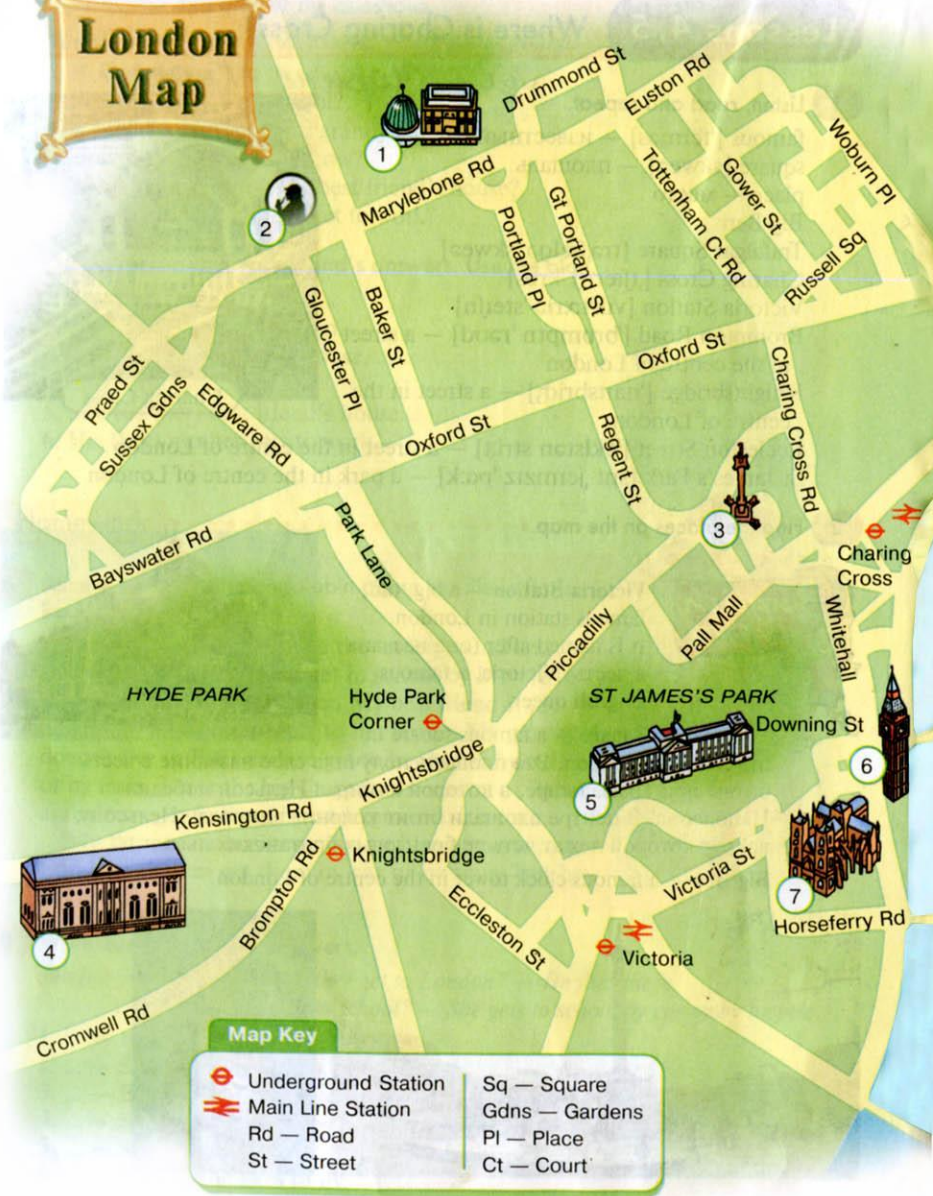 London
Map
Drummond St
Euston Rd
Woburn Pl
1
Marylebone Rd
2
Tottenham Ct Rd
Gower St
Portland Pl
Gt Portland St
Russell Sq
Gloucester Pl
Baker St
Oxford St
Praed St
Sussex Gdns
Edgware Rd
Oxford St
Charing Cross Rd
Regent St
3
Park Lane
Bayswater Rd
Charing
Cross
Whitehall
Piccadilly
Pall Mall
HYDE PARK
Hyde Park
Corner
ST JAMES'S PARK
Downing St
6
5
Knightsbridge
Kensington Rd
Knightsbridge
Victoria St
7
Brompton Rd
Eccleston St
Horseferry Rd
4
Victoria
Cromwell Rd
Map Key
Underground Station
Main Line Station
Rd — Road
St — Street
Sq — Square
Gdns — Gardens
Pl — Place
Ct — Court